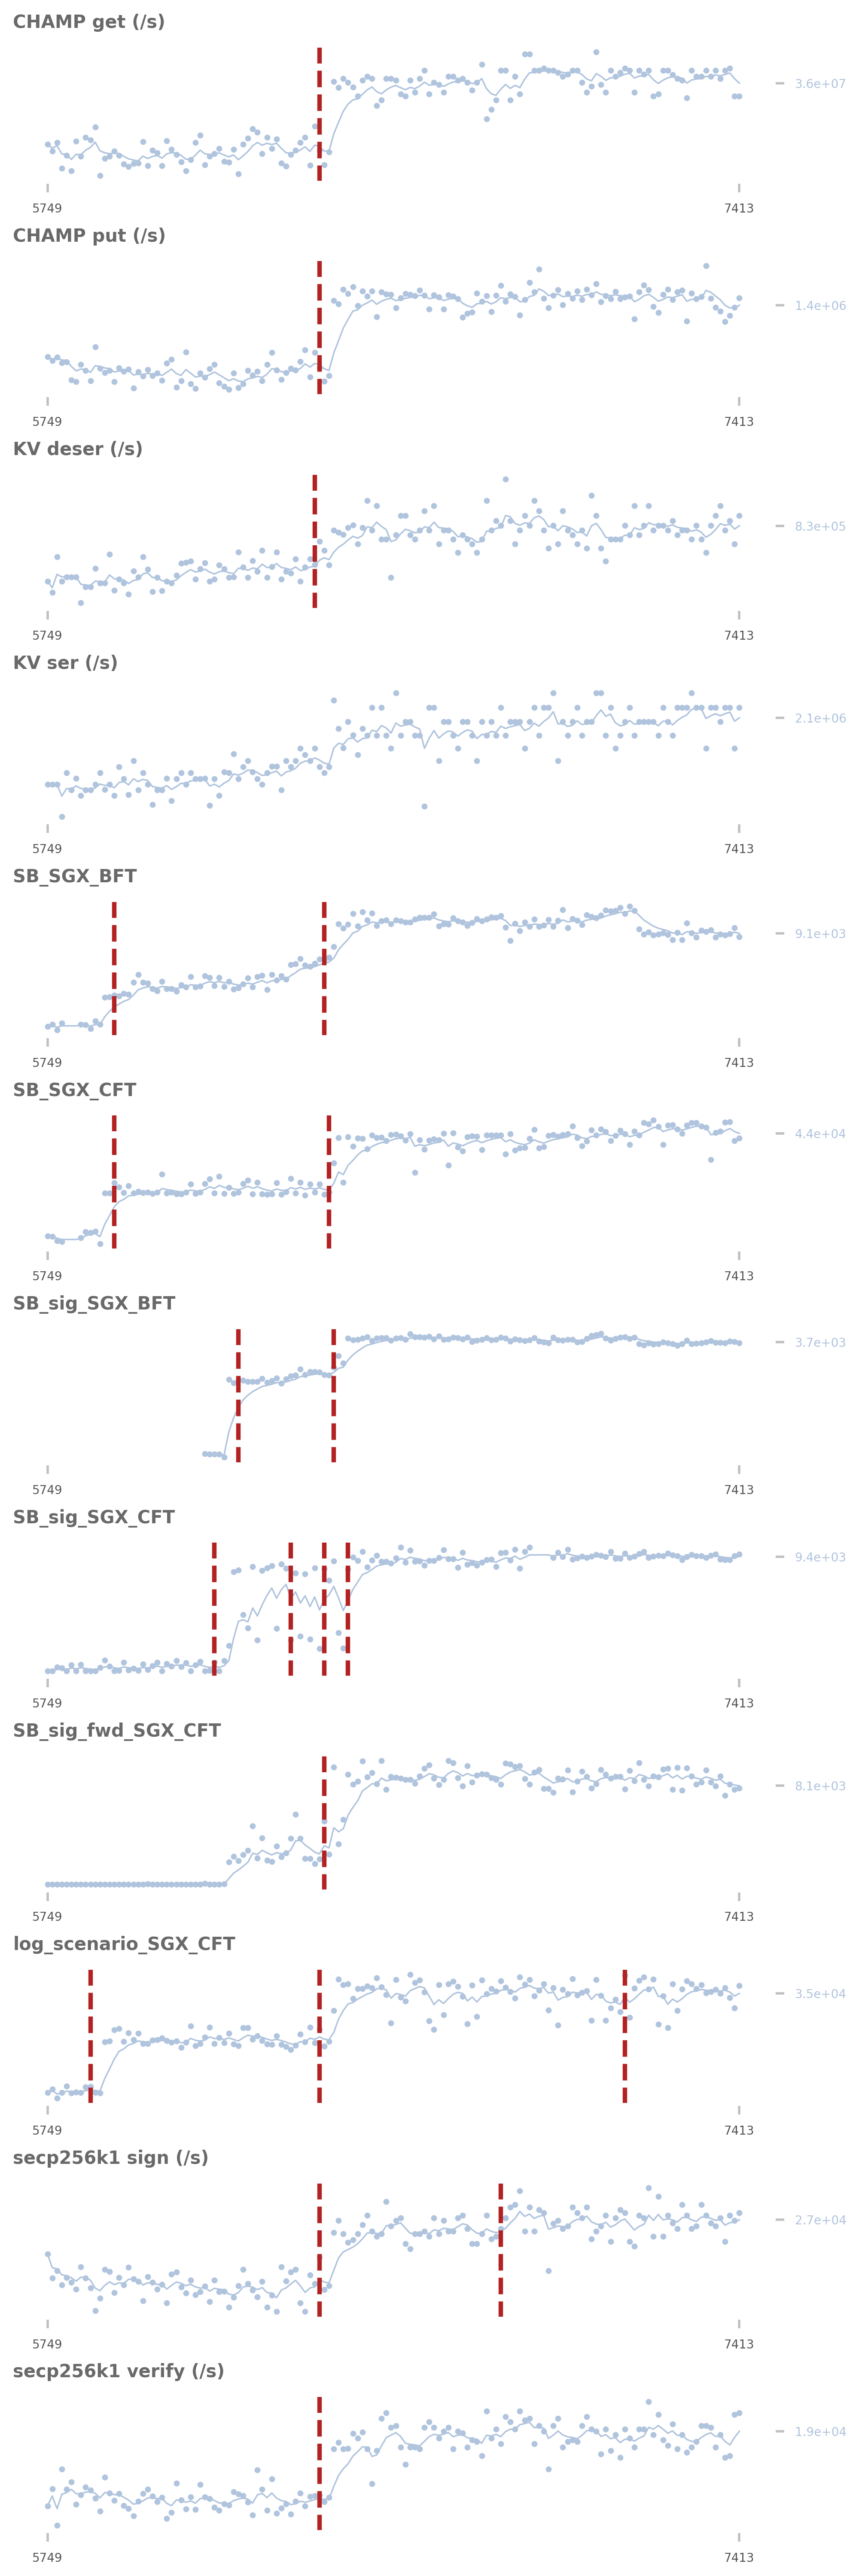 CHAMP get (/s)
3.6e+07
5749 7413
CHAMP put (/s)
1.4e+06
5749 7413
KV deser (/s)
8.3e+05
5749 7413
KV ser (/s)
2.1e+06
5749 7413
SB_SGX_BFT
9.1e+03
5749 7413
SB_SGX_CFT
4.4e+04
5749 7413
SB_sig_SGX_BFT
3.7e+03
5749 7413
SB_sig_SGX_CFT
9.4e+03
5749 7413
SB_sig_fwd_SGX_CFT
8.1e+03
5749 7413
log_scenario_SGX_CFT
3.5e+04
5749 7413
secp256k1 sign (/s)
2.7e+04
5749 7413
secp256k1 verify (/s)
1.9e+04
5749 7413